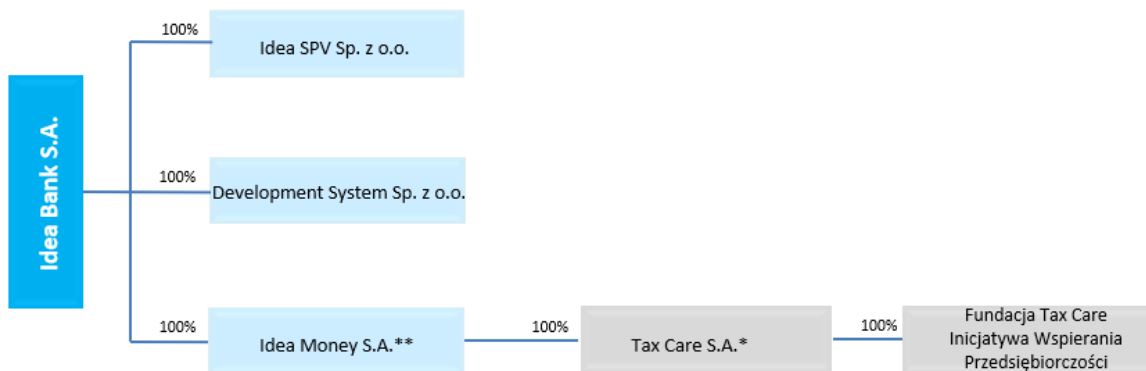 100%
Idea SPV Sp. z o.o.
Idea Bank S.A.
100%
Development System Sp. z o.o.
100%
Idea Money S.A.**
100%
Tax Care S.A.*
100%
Fundacja Tax Care
Inicjatywa Wspierania
Przedsiębiorczości